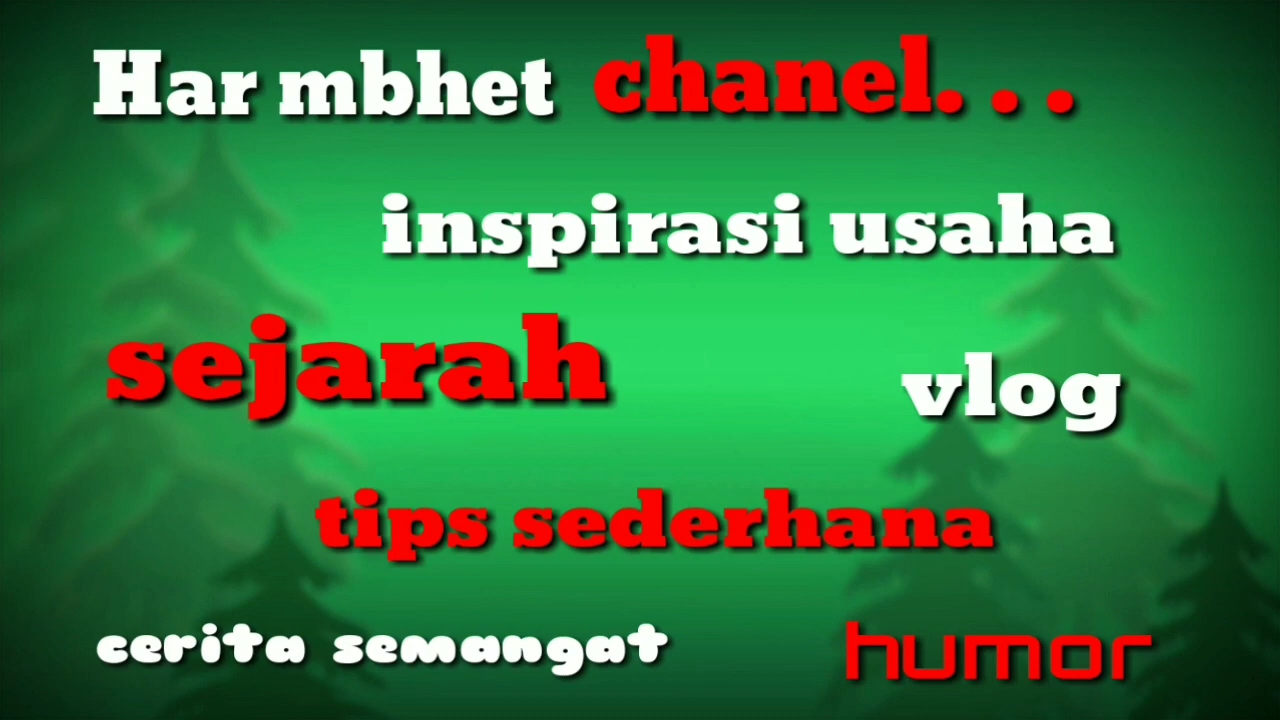 Har mbhet chanel. . .
inspirasi usaha
sejarah
vlog
tips sederhana
cerita semangat
humor